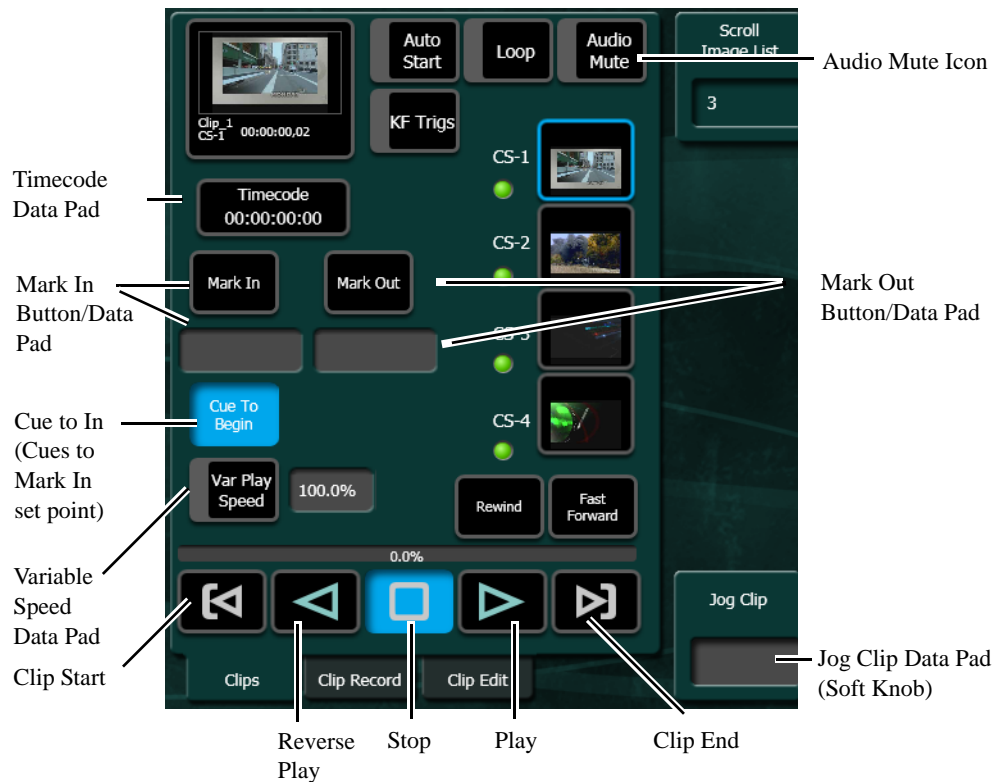 Auto
Start
Loop
Audio
Mute
Scroll
Image List
Audio Mute Icon
3
KF Trigs
Clip_1
CS-1 00:00:00,02
CS-1
Timecode
Data Pad
Timecode
00:00:00:00
CS-2
Mark In
Button/Data
Pad
Mark In
Mark Out
Mark Out
Button/Data Pad
CS-3
Cue to In
(Cues to
Mark In
set point)
Cue To
Begin
CS-4
Var Play
Speed
100.0%
Rewind
Fast
Forward
0.0%
Variable
Speed
Data Pad
Jog Clip
Clip Start
Clips
Clip Record
Clip Edit
Jog Clip Data Pad
(Soft Knob)
Reverse
Play
Stop
Play
Clip End